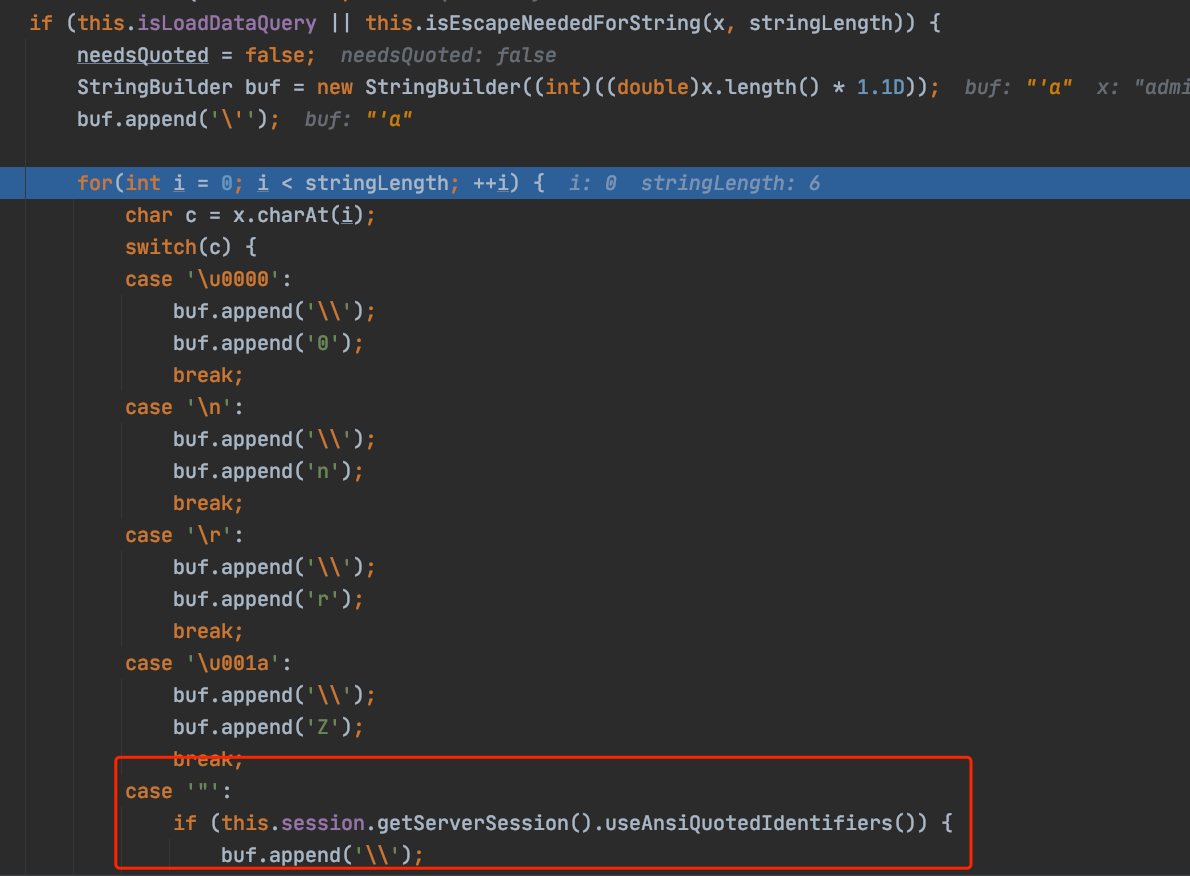 if (this.isLoadDataQuery || this.isEscapeNeededForString(x, stringLength)) {
needsQuoted = false; needsQuoted: false
StringBuilder buf = new StringBuilder((int)((double)x.length() * 1.1D)); buf: "'a" x: "admi
buf.append('\''); buf: "'a"
for(int i = 0; i < stringLength; ++i) { i: 0 stringLength: 6
char c = x.charAt(i);
switch(c) {
case '\u0000':
buf.append('\\');
buf.append('0');
break;
case '\n':
buf.append('\\');
buf.append('n');
break;
case '\r':
buf.append('\\');
buf.append('r');
break;
case '\u001a':
buf.append('\\');
buf.append('Z');
break;
case '"':
if (this.session.getServerSession().useAnsiQuotedIdentifiers()) {
buf.append('\\');